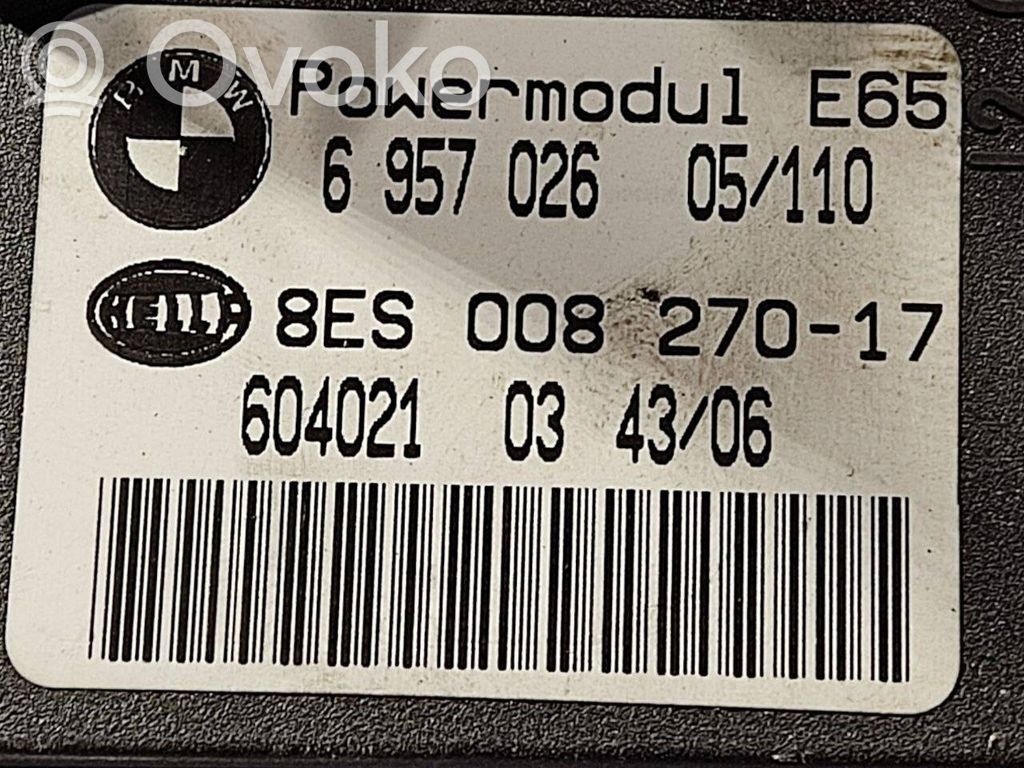 Ovoko
BMW
Powermodul E65
6 957 026 05/110
HELLA
8ES 008 270-17
604021 03 43/06